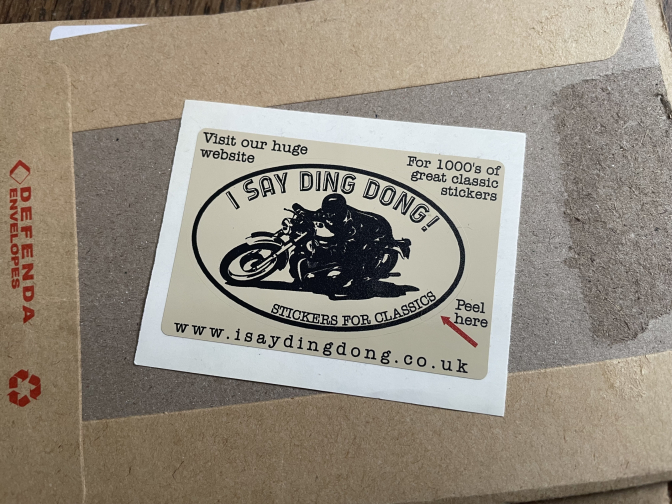 DEFENDA
ENVELOPES
Visit our huge
website
For 1000's of
great classic
stickers
I SAY DING DONG!
STICKERS FOR CLASSICS
Peel
here
www.isaydingdong.co.uk